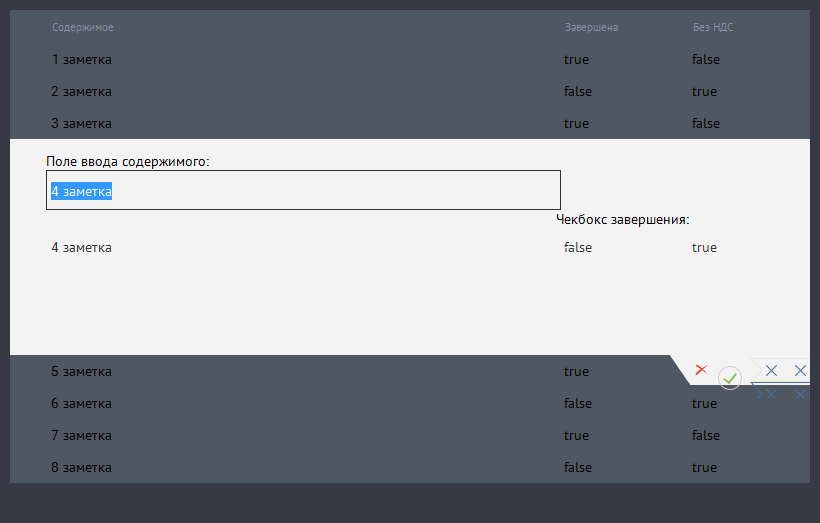 Содержимое Завершена Без НДС
1 заметка true false
2 заметка false true
3 заметка true false
Поле ввода содержимого:
4 заметка
Чекбокс завершения:
4 заметка false true
5 заметка true
6 заметка false true
7 заметка true false
8 заметка false true